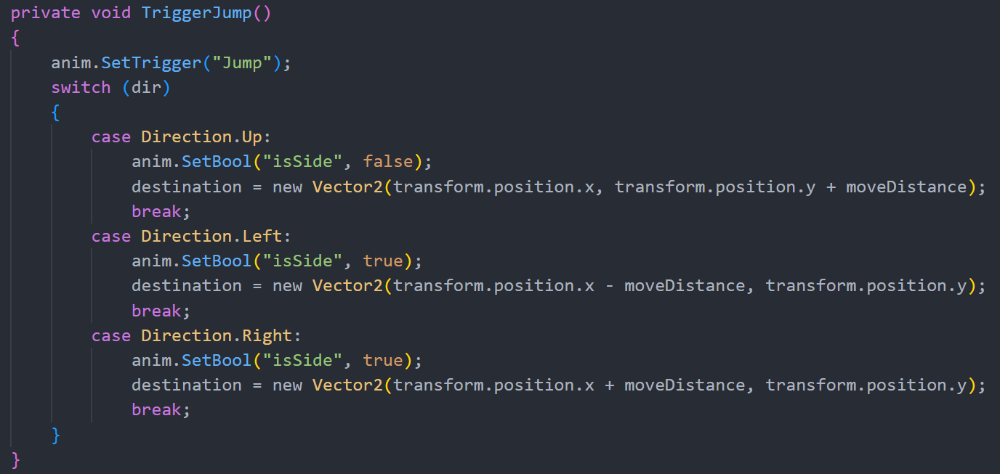 private void TriggerJump()
{
    anim.SetTrigger("Jump");
    switch (dir)
    {
        case Direction.Up:
            anim.SetBool("isSide", false);
            destination = new Vector2(transform.position.x, transform.position.y + moveDistance);
            break;
        case Direction.Left:
            anim.SetBool("isSide", true);
            destination = new Vector2(transform.position.x - moveDistance, transform.position.y);
            break;
        case Direction.Right:
            anim.SetBool("isSide", true);
            destination = new Vector2(transform.position.x + moveDistance, transform.position.y);
            break;
    }
}